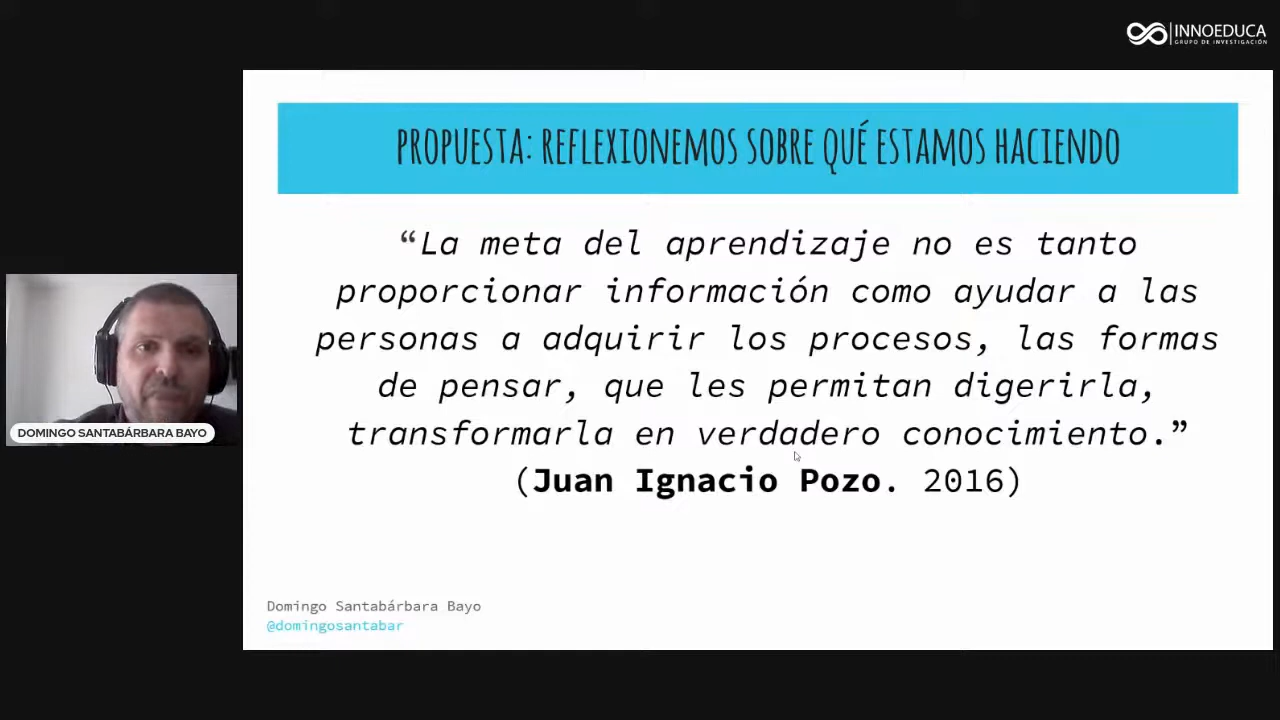 INNOEDUCA
GRUPO DE INVESTIGACIÓN
PROPUESTA: REFLEXIONEMOS SOBRE QUÉ ESTAMOS HACIENDO
“La meta del aprendizaje no es tanto
proporcionar información como ayudar a las
personas a adquirir los procesos, las formas
de pensar, que les permitan digerirla,
transformarla en verdadero conocimiento.”
(Juan Ignacio Pozo. 2016)
DOMINGO SANTABÁRBARA BAYO
Domingo Santabárbara Bayo
@domingosantabar